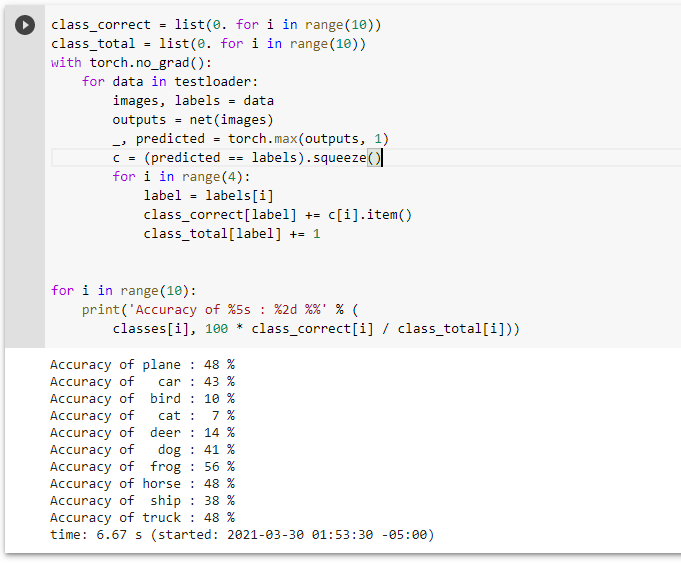 class_correct = list(0. for i in range(10))
class_total = list(0. for i in range(10))
with torch.no_grad():
    for data in testloader:
        images, labels = data
        outputs = net(images)
        _, predicted = torch.max(outputs, 1)
        c = (predicted == labels).squeeze()
        for i in range(4):
            label = labels[i]
            class_correct[label] += c[i].item()
            class_total[label] += 1
for i in range(10):
    print('Accuracy of %5s : %2d %%' % (
        classes[i], 100 * class_correct[i] / class_total[i]))
Accuracy of plane : 48 %
Accuracy of   car : 43 %
Accuracy of  bird : 10 %
Accuracy of   cat :  7 %
Accuracy of  deer : 14 %
Accuracy of   dog : 41 %
Accuracy of  frog : 56 %
Accuracy of horse : 48 %
Accuracy of  ship : 38 %
Accuracy of truck : 48 %
time: 6.67 s (started: 2021-03-30 01:53:30 -05:00)